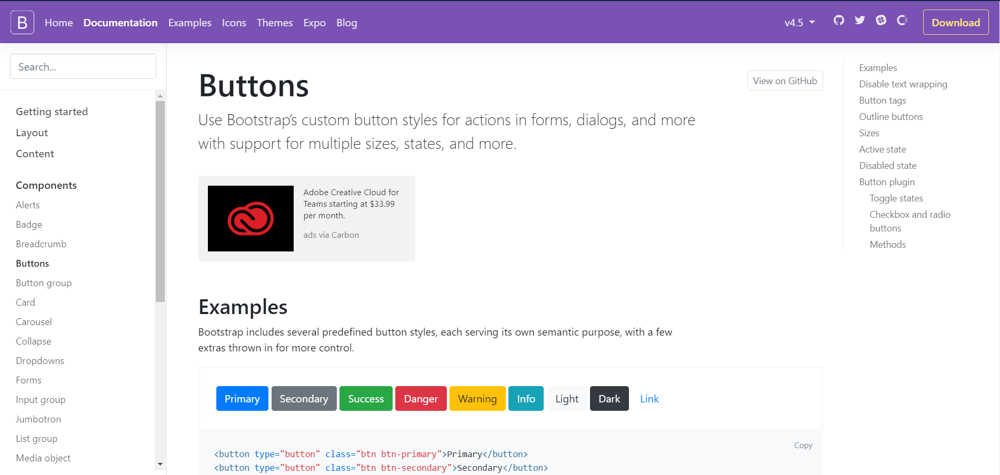 B Home Documentation Examples Icons Themes Expo Blog v4.5 Download
Search...
Getting started
Layout
Content
Components
Alerts
Badge
Breadcrumb
Buttons
Button group
Card
Carousel
Collapse
Dropdowns
Forms
Input group
Jumbotron
List group
Media object
Buttons
View on GitHub
Use Bootstrap’s custom button styles for actions in forms, dialogs, and more
with support for multiple sizes, states, and more.
Adobe Creative Cloud for
Teams starting at $33.99
per month.
ads via Carbon
Examples
Bootstrap includes several predefined button styles, each serving its own semantic purpose, with a few
extras thrown in for more control.
Primary Secondary Success Danger Warning Info Light Dark Link
Copy
<button type="button" class="btn btn-primary">Primary</button>
<button type="button" class="btn btn-secondary">Secondary</button>
Examples
Disable text wrapping
Button tags
Outline buttons
Sizes
Active state
Disabled state
Button plugin
Toggle states
Checkbox and radio
buttons
Methods